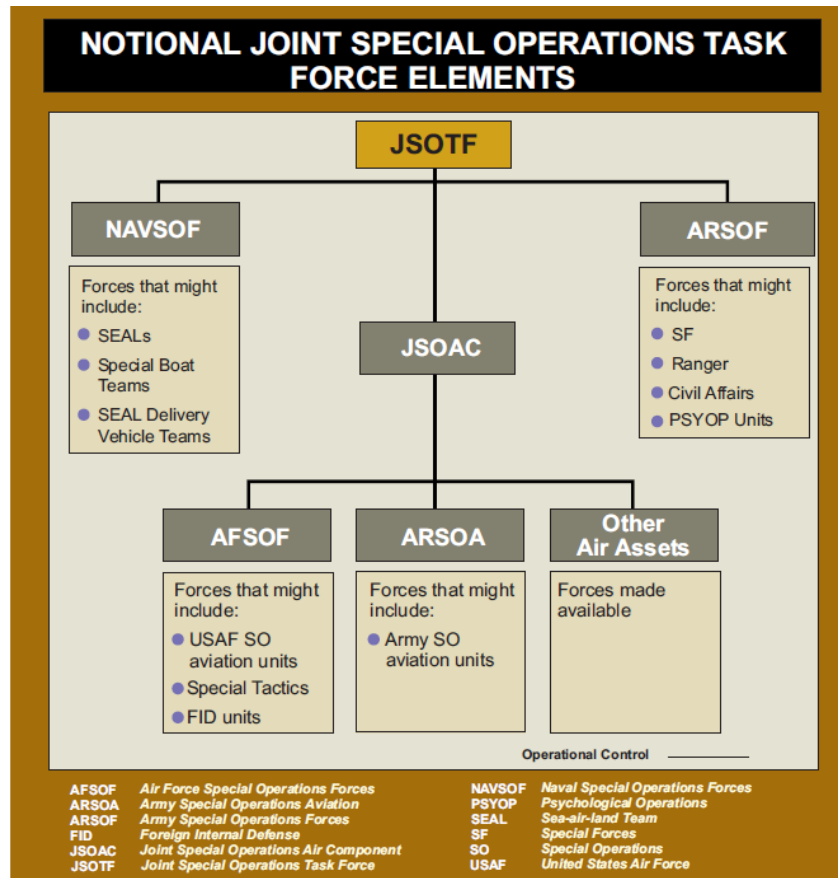 NOTIONAL JOINT SPECIAL OPERATIONS TASK
FORCE ELEMENTS
JSOTF
NAVSOF
Forces that might
include:
SEALs
Special Boat
Teams
SEAL Delivery
Vehicle Teams
JSOAC
ARSOF
Forces that might
include:
SF
Ranger
Civil Affairs
PSYOP Units
AFSOF
Forces that might
include:
USAF SO
aviation units
Special Tactics
FID units
ARSOA
Forces that might
include:
Army SO
aviation units
Other
Air Assets
Forces made
available
Operational Control
AFSOF Air Force Special Operations Forces
ARSOA Army Special Operations Aviation
ARSOF Army Special Operations Forces
FID Foreign Internal Defense
JSOAC Joint Special Operations Air Component
JSOTF Joint Special Operations Task Force
NAVSOF Naval Special Operations Forces
PSYOP Psychological Operations
SEAL Sea-air-land Team
SF Special Forces
SO Special Operations
USAF United States Air Force